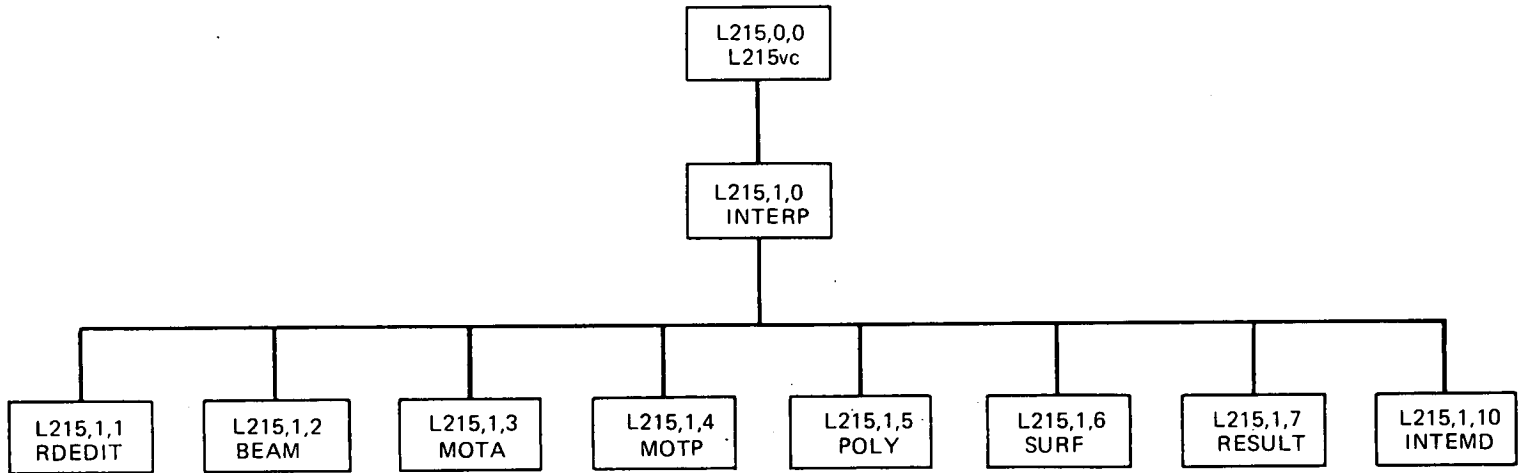 L215,0,0
L215vc
L215,1,0
INTERP
L215,1,1
RDEDIT
L215,1,2
BEAM
L215,1,3
MOTA
L215,1,4
MOTP
L215,1,5
POLY
L215,1,6
SURF
L215,1,7
RESULT
L215,1,10
INTEMD